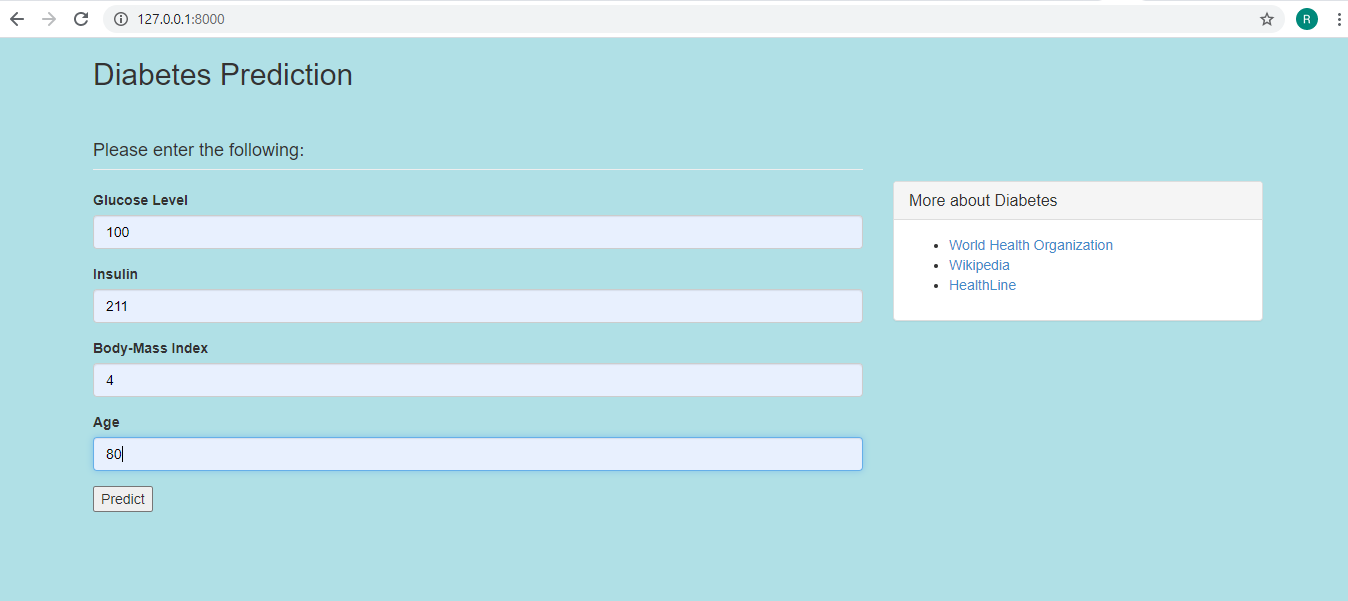 127.0.0.1:8000
R
Diabetes Prediction
Please enter the following:
Glucose Level
100
Insulin
211
Body-Mass Index
4
Age
80
Predict
More about Diabetes
World Health Organization
Wikipedia
HealthLine